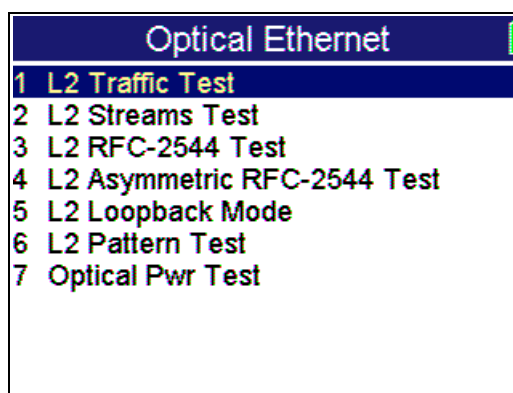 Optical Ethernet
1 L2 Traffic Test
2 L2 Streams Test
3 L2 RFC-2544 Test
4 L2 Asymmetric RFC-2544 Test
5 L2 Loopback Mode
6 L2 Pattern Test
7 Optical Pwr Test